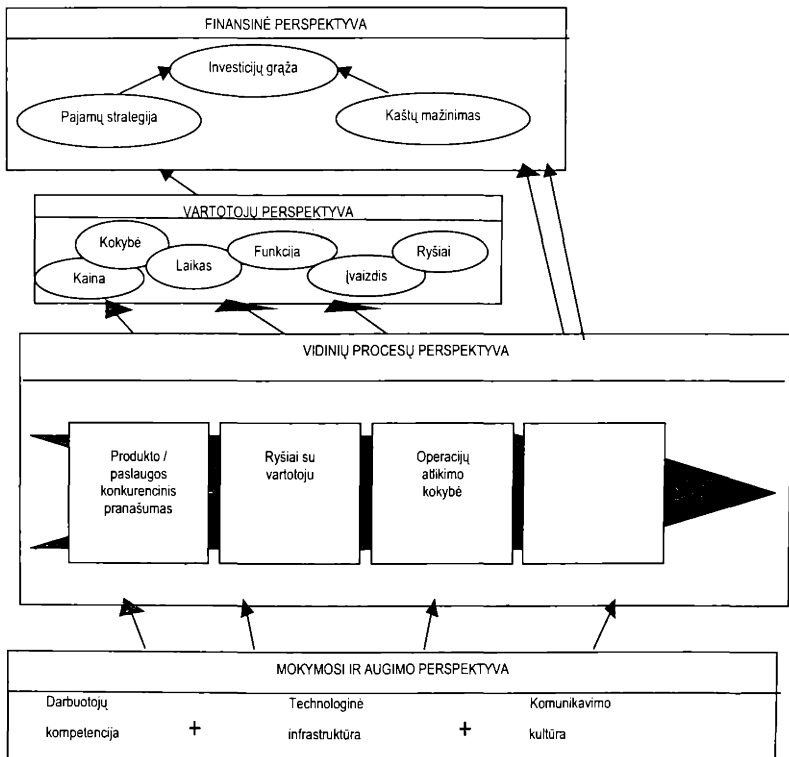 FINANSINĖ PERSPEKTYVA
Investicijų grąža
Pajamų strategija
Kaštų mažinimas
VARTOTOJŲ PERSPEKTYVA
Kokybė
Funkcija
Ryšiai
Kaina
Laikas
Įvaizdis
VIDINIŲ PROCESŲ PERSPEKTYVA
Produkto /
paslaugos
konkurencinis
pranašumas
Ryšiai su
vartotoju
Operacijų
atlikimo
kokybė
MOKYMOSI IR AUGIMO PERSPEKTYVA
Darbuotojų
kompetencija
+
Technologinė
infrastruktūra
+
Komunikavimo
kultūra